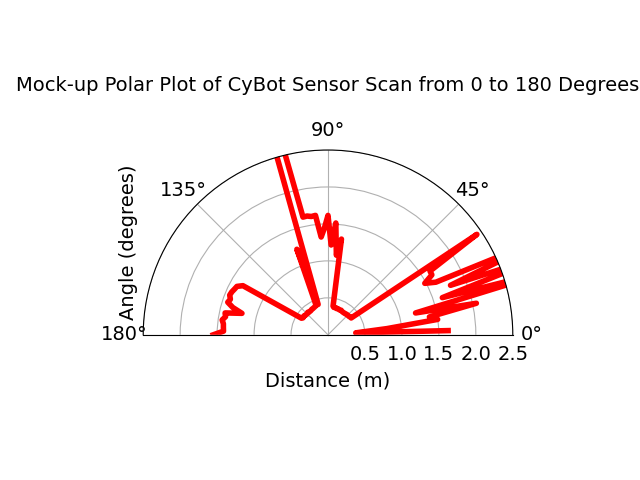 Mock-up Polar Plot of CyBot Sensor Scan from 0 to 180 Degrees
90°
135°
45°
Angle (degrees)
180°
0°
0.5 1.0 1.5 2.0 2.5
Distance (m)